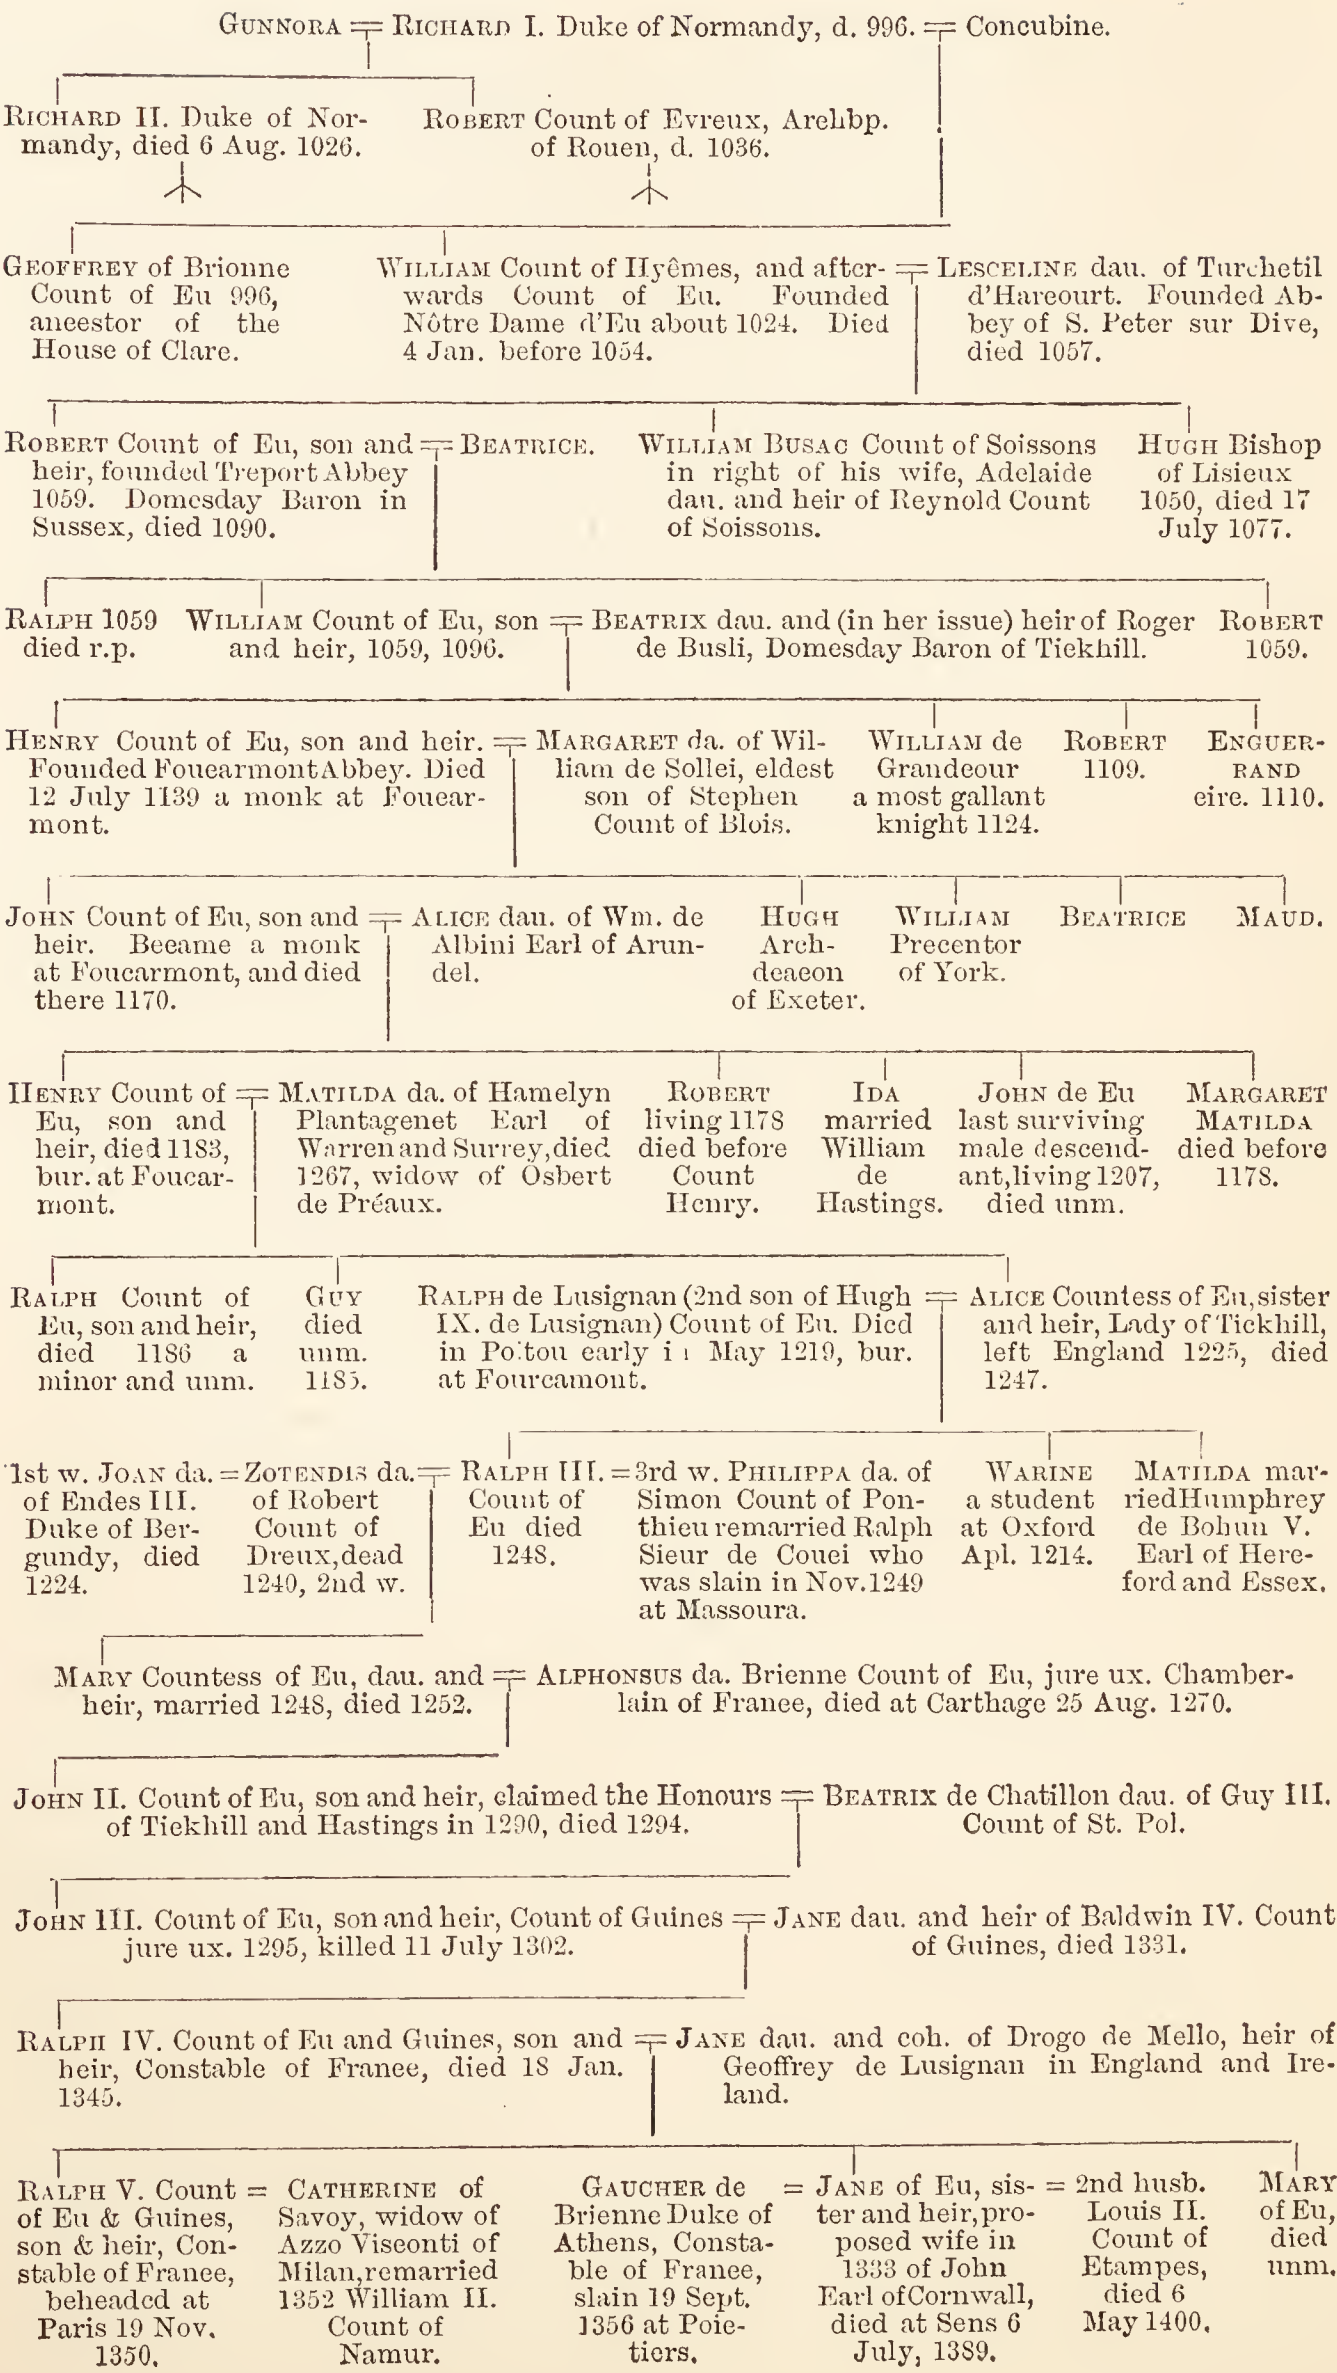 GUNNORA = RICHARD I. Duke of Normandy, d. 996. = Concubine.
RICHARD II. Duke of Nor-
mandy, died 6 Aug. 1026.
ROBERT Count of Evreux, Archbp.
of Rouen, d. 1036.
GEOFFREY of Brionne
Count of Eu 996,
ancestor of the
House of Clare.
WILLIAM Count of Hyêmes, and after-
wards Count of Eu. Founded
Nôtre Dame d'Eu about 1024. Died
4 Jan. before 1054.
= LESCELINE dau. of Turchetil
d'Harcourt. Founded Ab-
bey of S. Peter sur Dive,
died 1057.
ROBERT Count of Eu, son and
heir, founded Treport Abbey
1059. Domesday Baron in
Sussex, died 1090.
= BEATRICE.
WILLIAM BUSAC Count of Soissons
in right of his wife, Adelaide
dau. and heir of Reynold Count
of Soissons.
HUGH Bishop
of Lisieux
1050, died 17
July 1077.
RALPH 1059
died r.p.
WILLIAM Count of Eu, son
and heir, 1059, 1096.
= BEATRIX dau. and (in her issue) heir of Roger
de Busli, Domesday Baron of Tickhill.
ROBERT
1059.
HENRY Count of Eu, son and heir.
Founded Foucarmont Abbey. Died
12 July 1139 a monk at Foucar-
mont.
= MARGARET da. of Wil-
liam de Sollei, eldest
son of Stephen
Count of Blois.
WILLIAM de
Grandcour
a most gallant
knight 1124.
ROBERT
1109.
ENGUER-
RAND
circ. 1110.
JOHN Count of Eu, son and
heir. Became a monk
at Foucarmont, and died
there 1170.
= ALICE dau. of Wm. de
Albini Earl of Arun-
del.
HUGH
Arch-
deacon
of Exeter.
WILLIAM
Precentor
of York.
BEATRICE
MAUD.
HENRY Count of
Eu, son and
heir, died 1183,
bur. at Foucar-
mont.
= MATILDA da. of Hamelyn
Plantagenet Earl of
Warren and Surrey, died
1267, widow of Osbert
de Préaux.
ROBERT
living 1178
died before
Count
Henry.
IDA
married
William
de
Hastings.
JOHN de Eu
last surviving
male descend-
ant, living 1207,
died unm.
MARGARET
MATILDA
died before
1178.
RALPH Count of
Eu, son and heir,
died 1186 a
minor and unm.
GUY
died
unm.
1185.
RALPH de Lusignan (2nd son of Hugh
IX. de Lusignan) Count of Eu. Died
in Poitou early in May 1219, bur.
at Fourcamont.
= ALICE Countess of Eu, sister
and heir, Lady of Tickhill,
left England 1225, died
1247.
1st w. JOAN da.
of Endes III.
Duke of Ber-
gundy, died
1224.
= ZOTENDIS da.
of Robert
Count of
Dreux, dead
1240, 2nd w.
= RALPH III.
Count of
Eu died
1248.
= 3rd w. PHILIPPA da. of
Simon Count of Pon-
thieu remarried Ralph
Sieur de Couci who
was slain in Nov. 1249
at Massoura.
WARINE
a student
at Oxford
Apl. 1214.
MATILDA mar-
ried Humphrey
de Bohun V.
Earl of Here-
ford and Essex.
MARY Countess of Eu, dau. and
heir, married 1248, died 1252.
= ALPHONSUS da. Brienne Count of Eu, jure ux. Chamber-
lain of France, died at Carthage 25 Aug. 1270.
JOHN II. Count of Eu, son and heir, claimed the Honours
of Tickhill and Hastings in 1290, died 1294.
= BEATRIX de Chatillon dau. of Guy III.
Count of St. Pol.
JOHN III. Count of Eu, son and heir, Count of Guines
jure ux. 1295, killed 11 July 1302.
= JANE dau. and heir of Baldwin IV. Count
of Guines, died 1331.
RALPH IV. Count of Eu and Guines, son and
heir, Constable of France, died 18 Jan.
1345.
= JANE dau. and coh. of Drogo de Mello, heir of
Geoffrey de Lusignan in England and Ire-
land.
RALPH V. Count
of Eu & Guines,
son & heir, Con-
stable of France,
beheaded at
Paris 19 Nov.
1350.
= CATHERINE of
Savoy, widow of
Azzo Visconti of
Milan, remarried
1352 William II.
Count of
Namur.
GAUCHER de
Brienne Duke of
Athens, Consta-
ble of France,
slain 19 Sept.
1356 at Poic-
tiers.
= JANE of Eu, sis-
ter and heir, pro-
posed wife in
1333 of John
Earl of Cornwall,
died at Sens 6
July, 1389.
= 2nd husb.
Louis II.
Count of
Etampes,
died 6
May 1400.
MARY
of Eu,
died
unm.